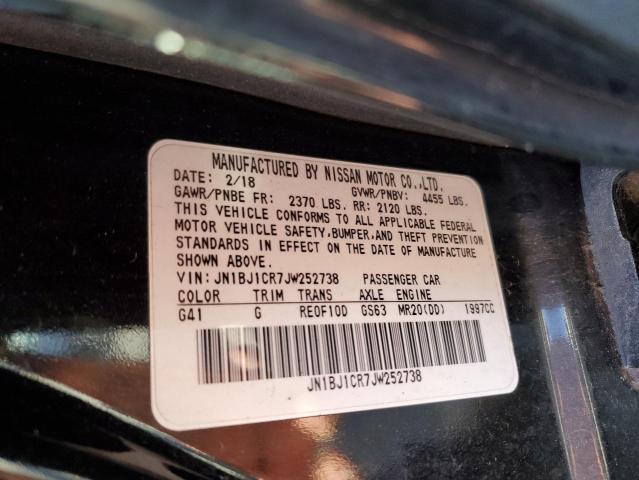 MANUFACTURED BY NISSAN MOTOR CO.,LTD.
DATE: 2/18 GVWR/PNBV: 4455 LBS.
GAWR/PNBE FR: 2370 LBS. RR: 2120 LBS.
THIS VEHICLE CONFORMS TO ALL APPLICABLE FEDERAL
MOTOR VEHICLE SAFETY,BUMPER,AND THEFT PREVENTION
STANDARDS IN EFFECT ON THE DATE OF MANUFACTURE
SHOWN ABOVE.
VIN: JN1BJ1CR7JW252738 PASSENGER CAR
COLOR TRIM TRANS AXLE ENGINE
G41 G RE0F10D GS63 MR20(DD) 1997CC
JN1BJ1CR7JW252738